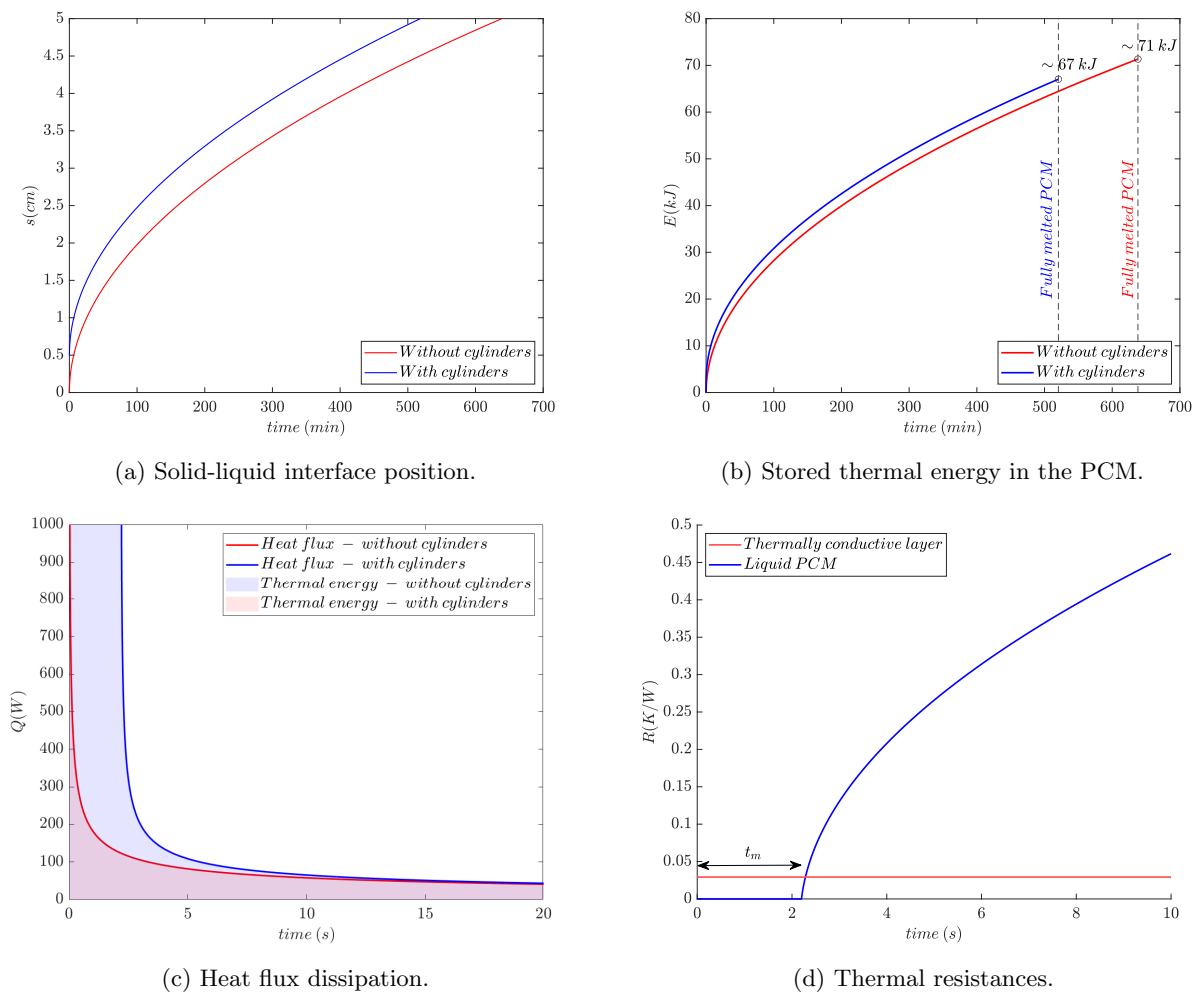 5
4.5
4
3.5
3
2.5
2
1.5
1
0.5
0
s(cm)
0 100 200 300 400 500 600 700
time (min)
Without cylinders
With cylinders
(a) Solid-liquid interface position.
80
70
60
50
40
30
20
10
0
E(kJ)
~ 71 kJ
~ 67 kJ
Fully melted PCM
Fully melted PCM
Without cylinders
With cylinders
0 100 200 300 400 500 600 700
time (min)
(b) Stored thermal energy in the PCM.
1000
900
800
700
600
500
400
300
200
100
0
Q(W)
Heat flux − without cylinders
Heat flux − with cylinders
Thermal energy − without cylinders
Thermal energy − with cylinders
0 5 10 15 20
time (s)
(c) Heat flux dissipation.
0.5
0.45
0.4
0.35
0.3
0.25
0.2
0.15
0.1
0.05
0
R(K/W)
Thermally conductive layer
Liquid PCM
t_m
0 2 4 6 8 10
time (s)
(d) Thermal resistances.